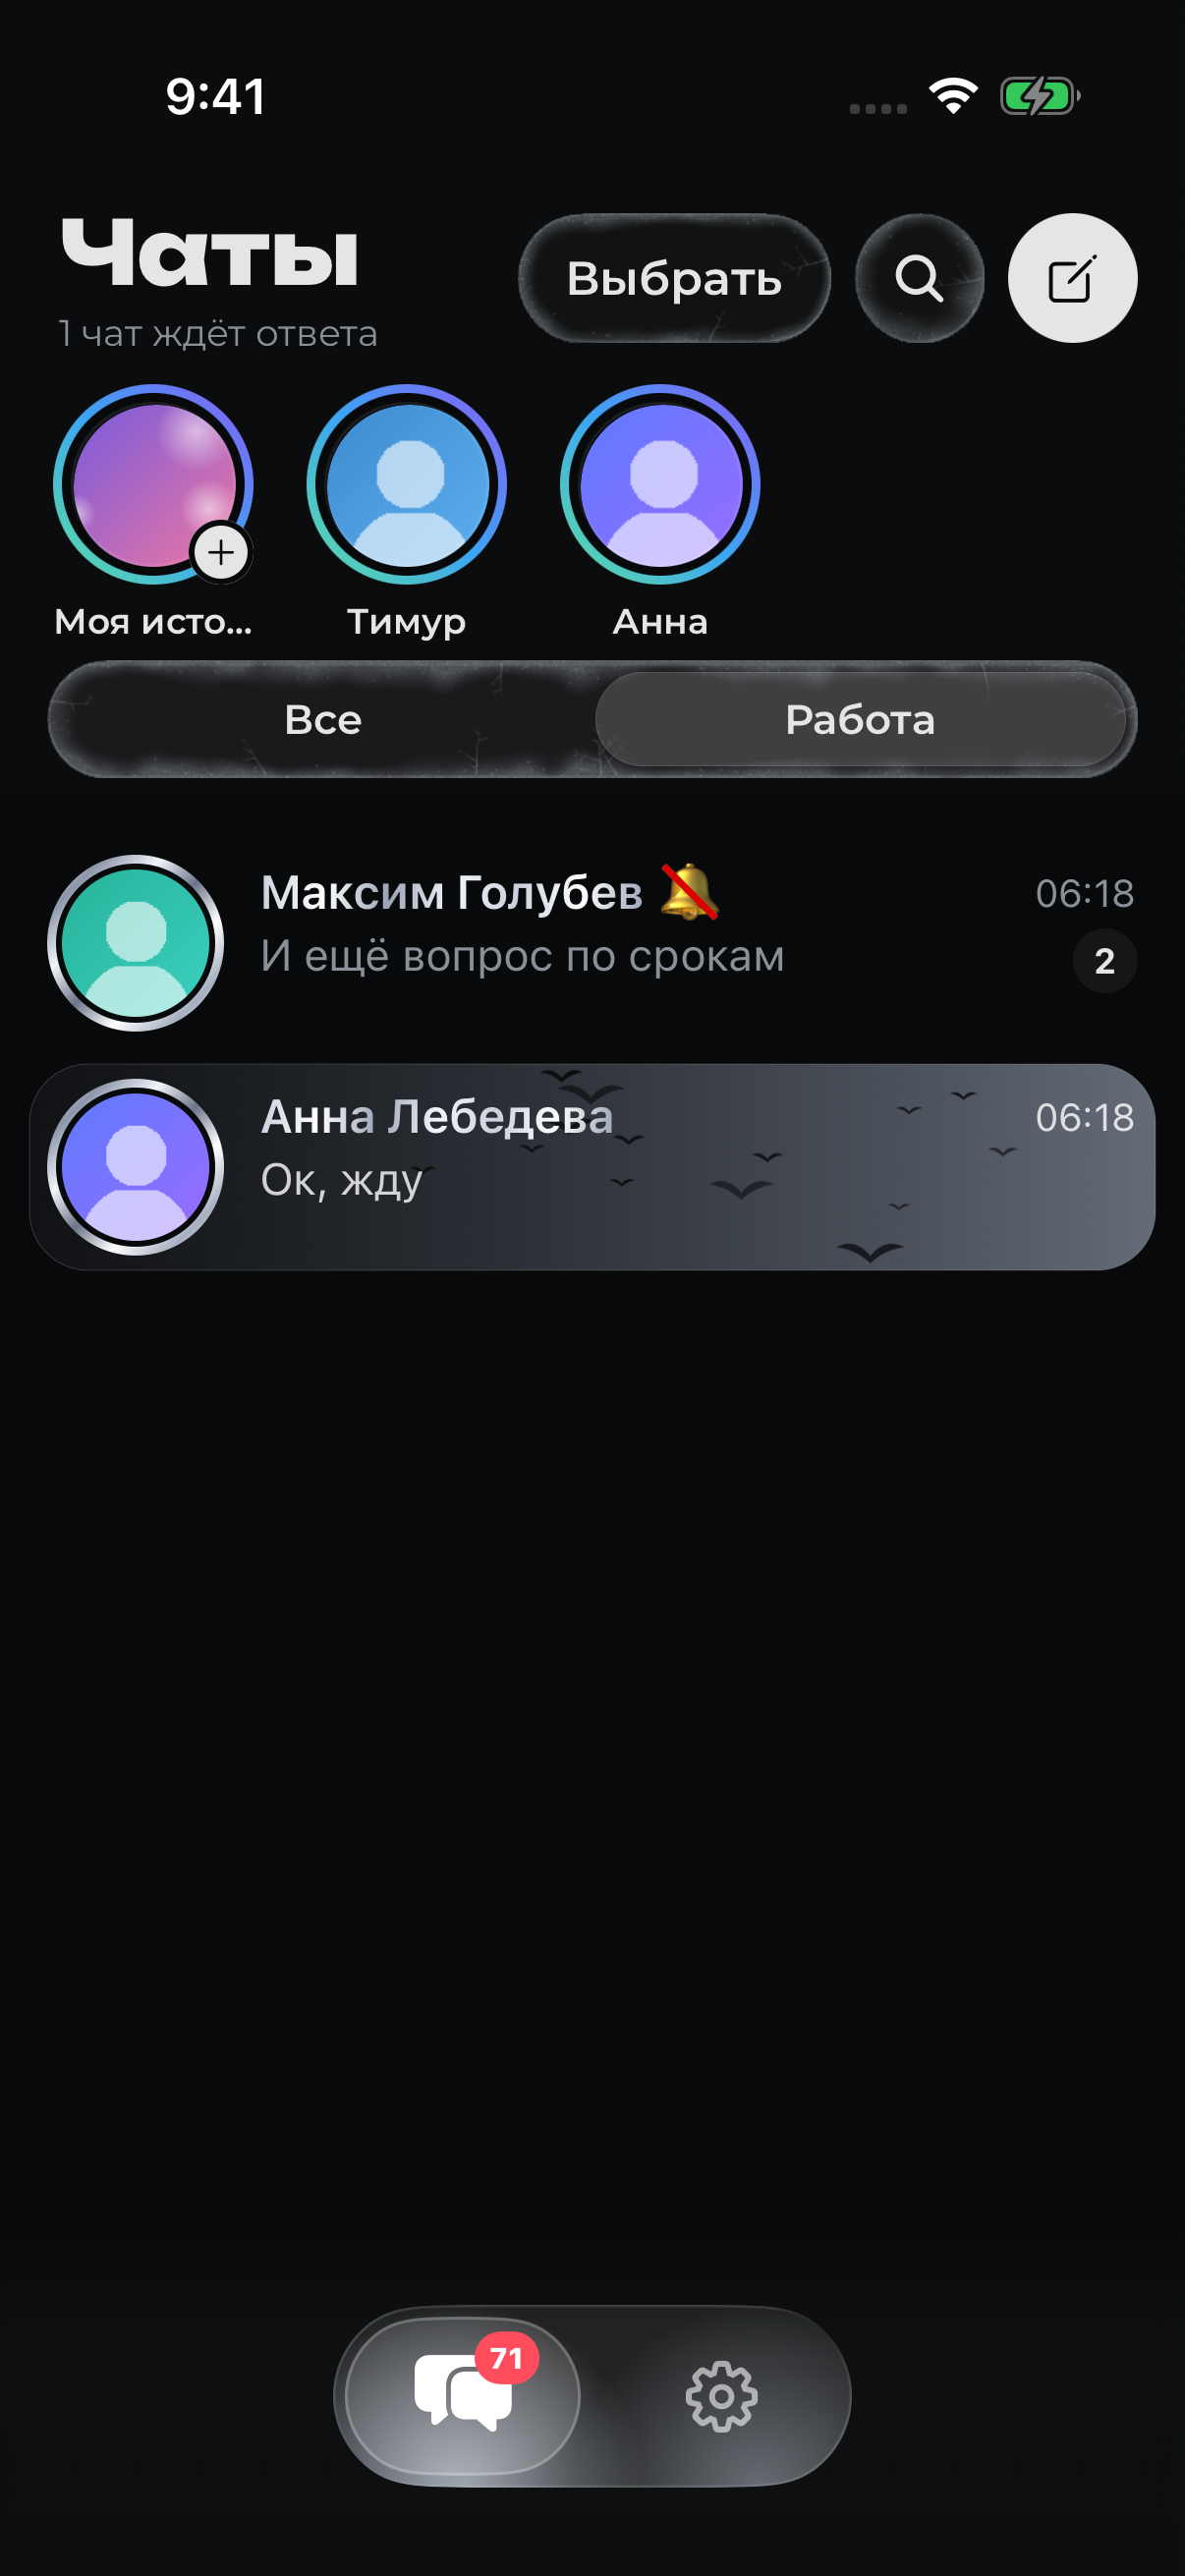 9:41
Чаты
Выбрать
1 чат ждёт ответа
Моя исто...
Тимур
Анна
Все
Работа
Максим Голубев
06:18
И ещё вопрос по срокам
2
Анна Лебедева
06:18
Ок, жду
71